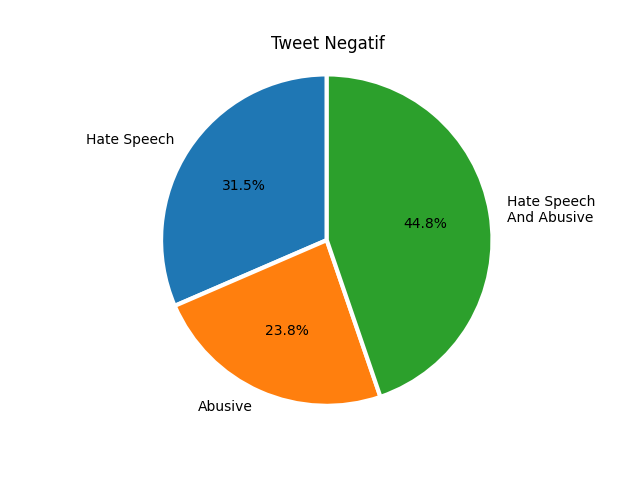 Tweet Negatif
Hate Speech
31.5%
Hate Speech
And Abusive
44.8%
23.8%
Abusive